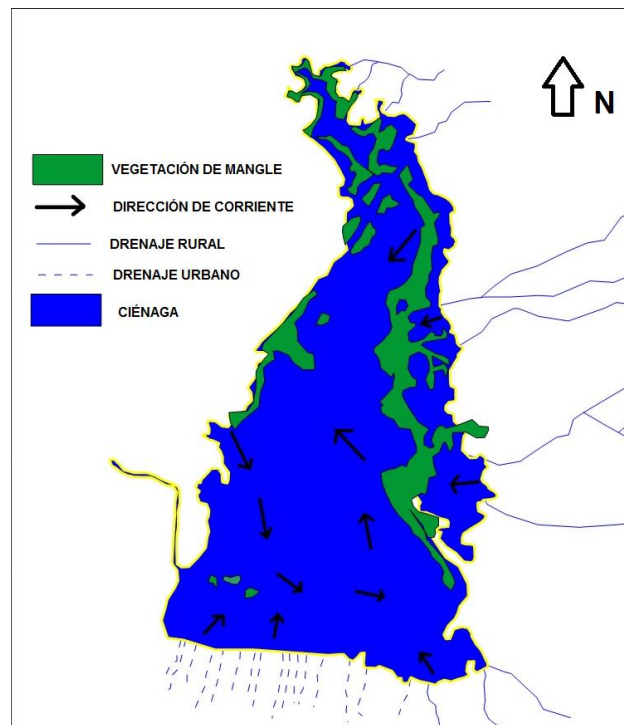 N
VEGETACIÓN DE MANGLE
DIRECCIÓN DE CORRIENTE
DRENAJE RURAL
DRENAJE URBANO
CIÉNAGA